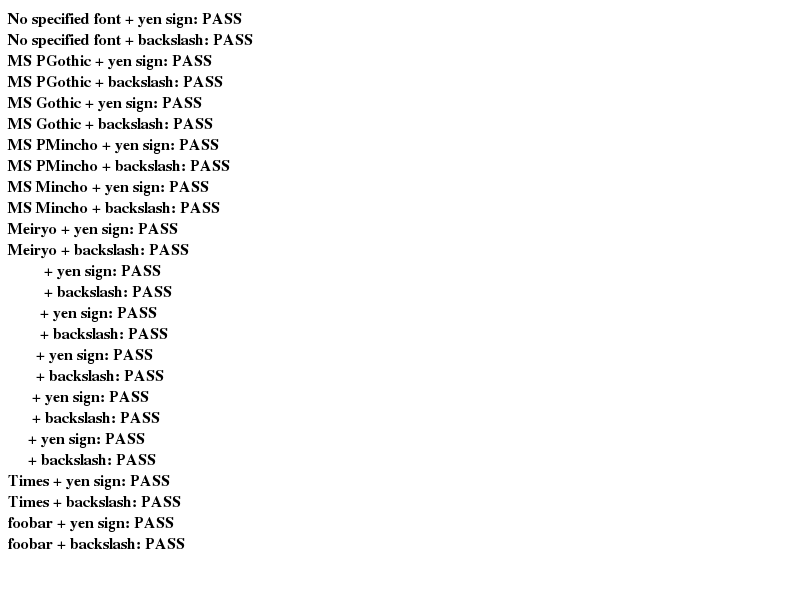 No specified font + yen sign: PASS
No specified font + backslash: PASS
MS PGothic + yen sign: PASS
MS PGothic + backslash: PASS
MS Gothic + yen sign: PASS
MS Gothic + backslash: PASS
MS PMincho + yen sign: PASS
MS PMincho + backslash: PASS
MS Mincho + yen sign: PASS
MS Mincho + backslash: PASS
Meiryo + yen sign: PASS
Meiryo + backslash: PASS
+ yen sign: PASS
+ backslash: PASS
+ yen sign: PASS
+ backslash: PASS
+ yen sign: PASS
+ backslash: PASS
+ yen sign: PASS
+ backslash: PASS
+ yen sign: PASS
+ backslash: PASS
Times + yen sign: PASS
Times + backslash: PASS
foobar + yen sign: PASS
foobar + backslash: PASS